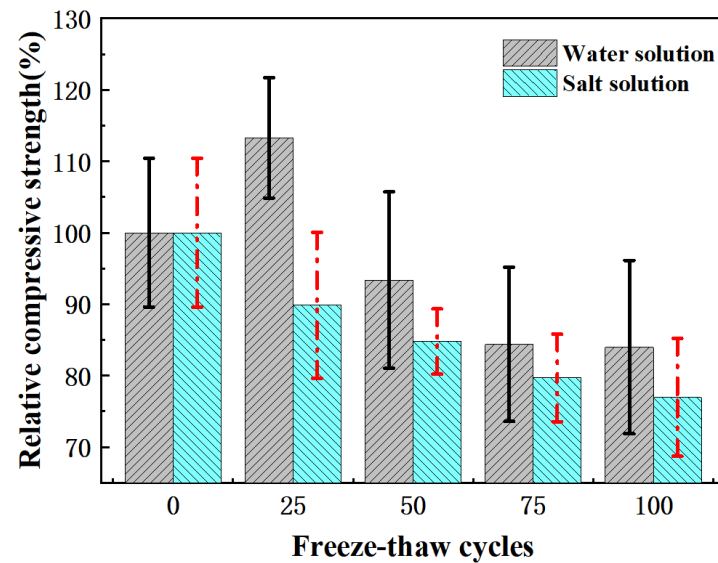 Relative compressive strength(%)
130
120
110
100
90
80
70
Water solution
Salt solution
0 25 50 75 100
Freeze-thaw cycles